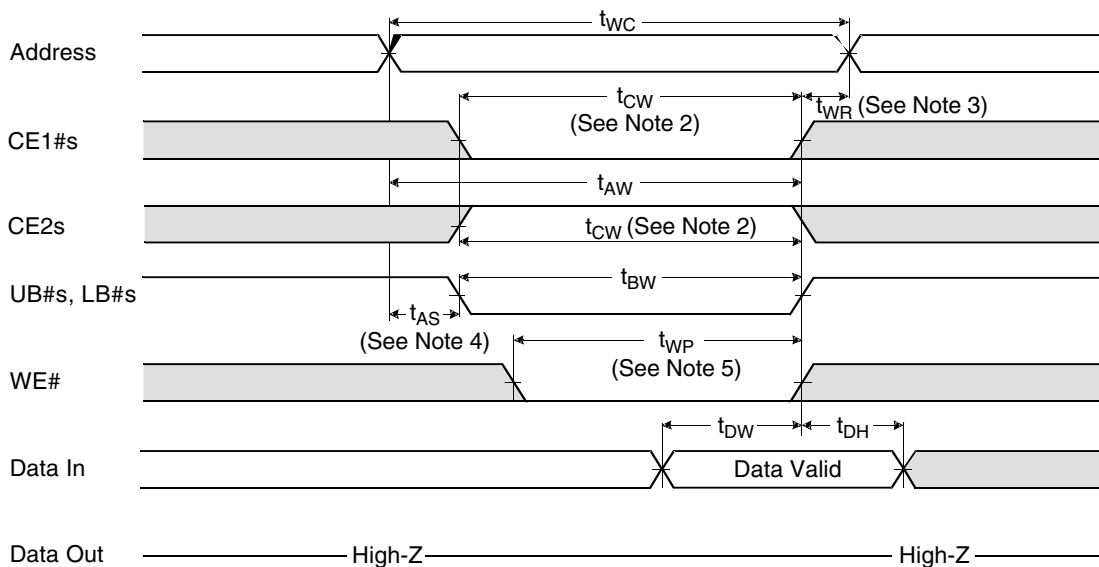 tWC
Address
tCW
(See Note 2)
tWR (See Note 3)
CE1#s
tAW
CE2s
tCW (See Note 2)
UB#s, LB#s
tBW
tAS
(See Note 4)
tWP
(See Note 5)
WE#
tDW
tDH
Data In
Data Valid
Data Out
High-Z
High-Z